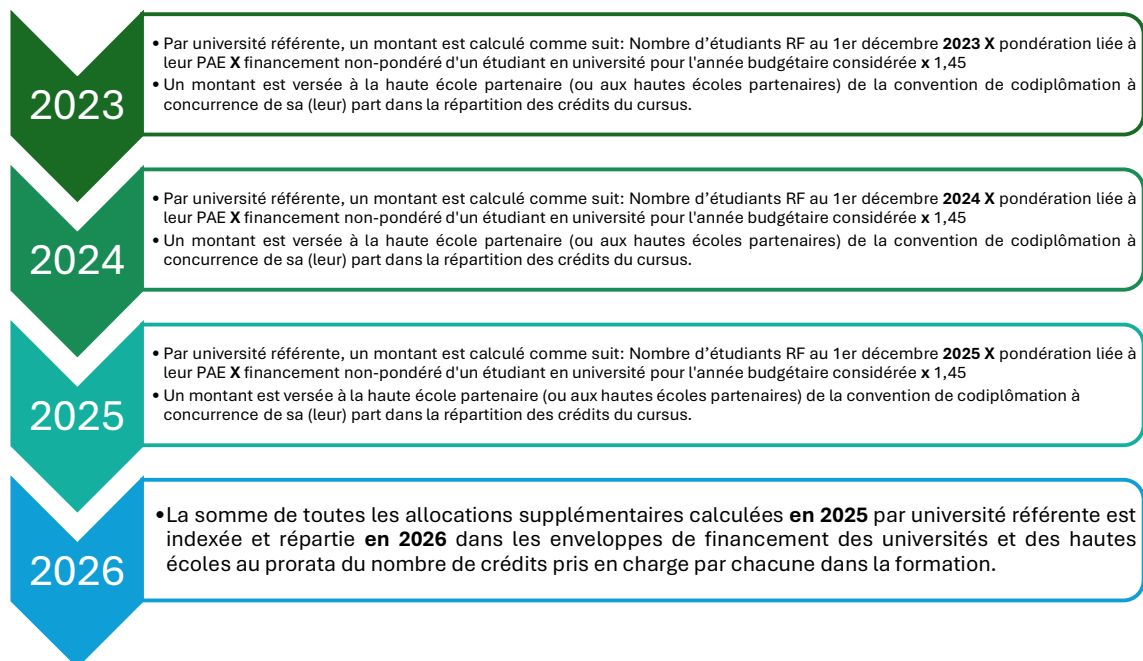 2023
• Par université référente, un montant est calculé comme suit: Nombre d'étudiants RF au 1er décembre 2023 X pondération liée à
leur PAE X financement non-pondéré d'un étudiant en université pour l'année budgétaire considérée x 1,45
• Un montant est versée à la haute école partenaire (ou aux hautes écoles partenaires) de la convention de codiplômation à
concurrence de sa (leur) part dans la répartition des crédits du cursus.
2024
• Par université référente, un montant est calculé comme suit: Nombre d'étudiants RF au 1er décembre 2024 X pondération liée à
leur PAE X financement non-pondéré d'un étudiant en université pour l'année budgétaire considérée x 1,45
• Un montant est versée à la haute école partenaire (ou aux hautes écoles partenaires) de la convention de codiplômation à
concurrence de sa (leur) part dans la répartition des crédits du cursus.
2025
• Par université référente, un montant est calculé comme suit: Nombre d'étudiants RF au 1er décembre 2025 X pondération liée à
leur PAE X financement non-pondéré d'un étudiant en université pour l'année budgétaire considérée x 1,45
• Un montant est versée à la haute école partenaire (ou aux hautes écoles partenaires) de la convention de codiplômation à
concurrence de sa (leur) part dans la répartition des crédits du cursus.
2026
•La somme de toutes les allocations supplémentaires calculées en 2025 par université référente est
indexée et répartie en 2026 dans les enveloppes de financement des universités et des hautes
écoles au prorata du nombre de crédits pris en charge par chacune dans la formation.